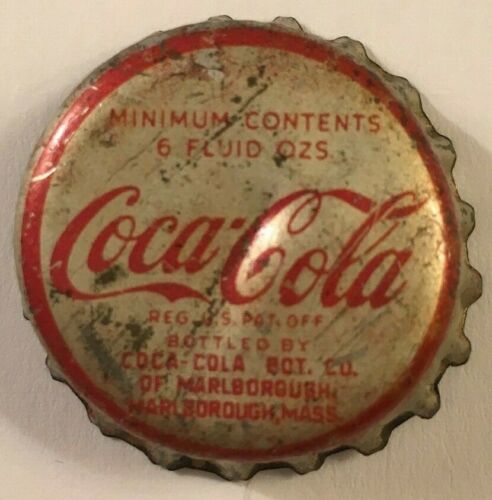 MINIMUM CONTENTS
6 FLUID OZS.
Coca-Cola
REG. U.S. PAT. OFF.
BOTTLED BY
COCA-COLA BOT. CO.
OF MARLBOROUGH,
MARLBOROUGH, MASS.